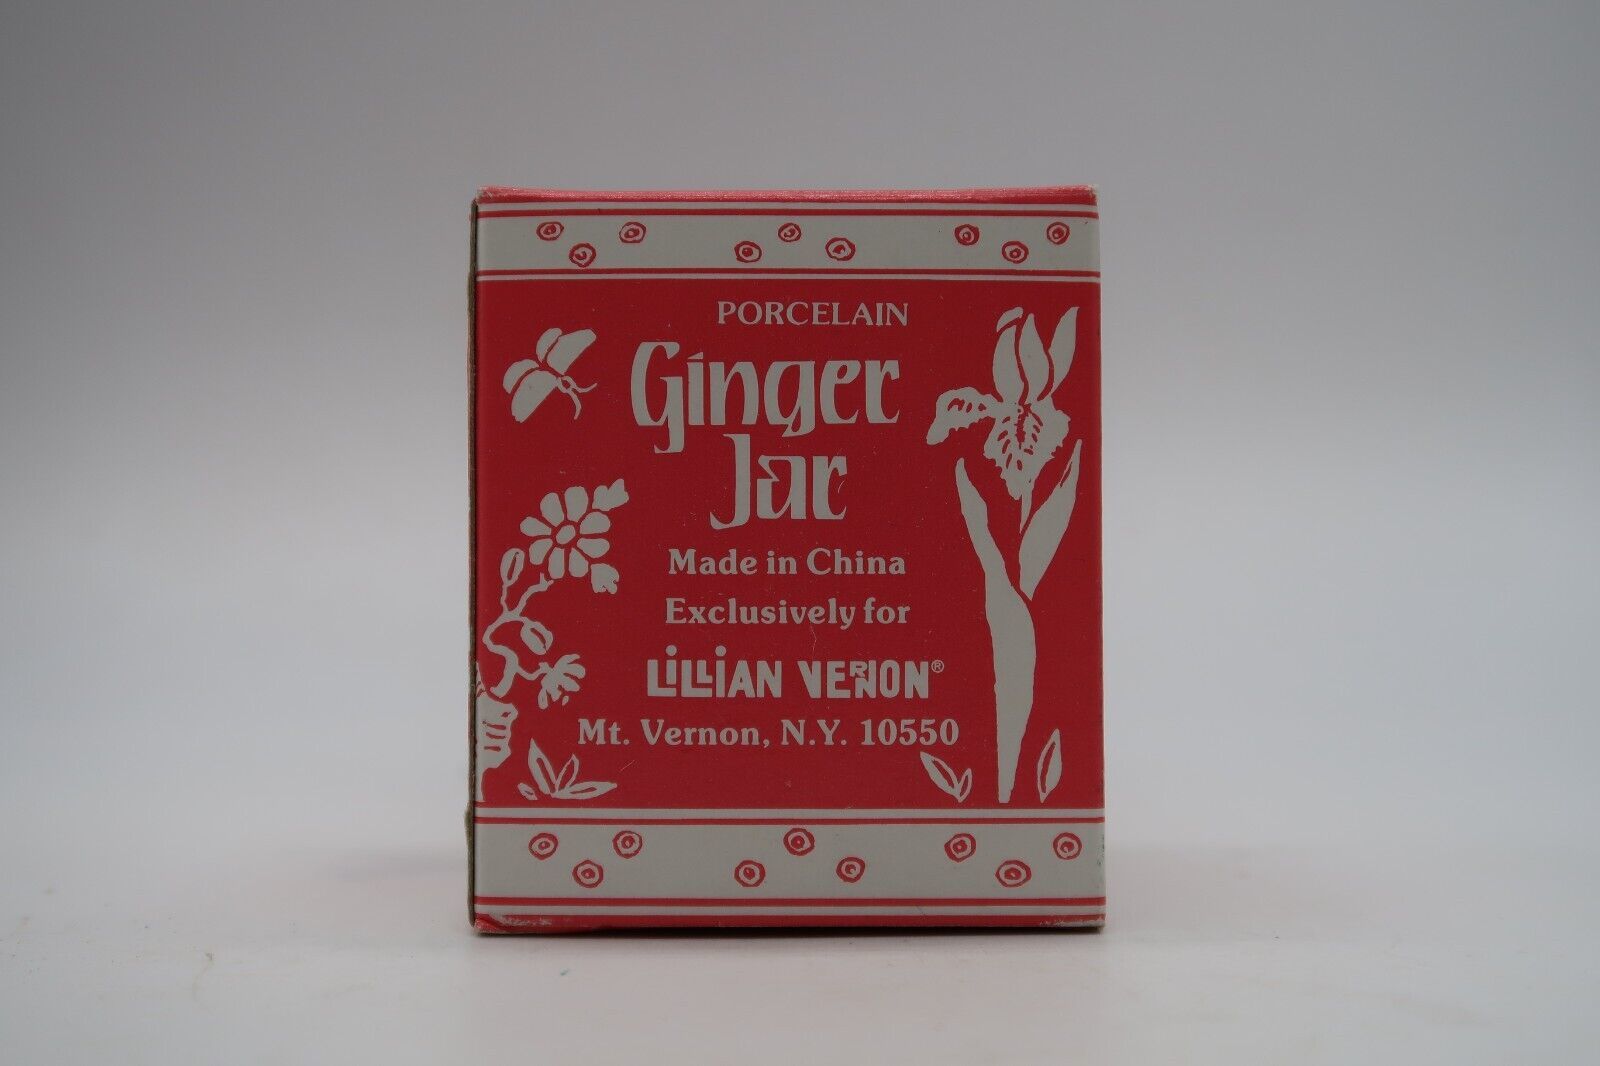 PORCELAIN
Ginger
Jar
Made in China
Exclusively for
LILLIAN VERNON®
Mt. Vernon, N.Y. 10550